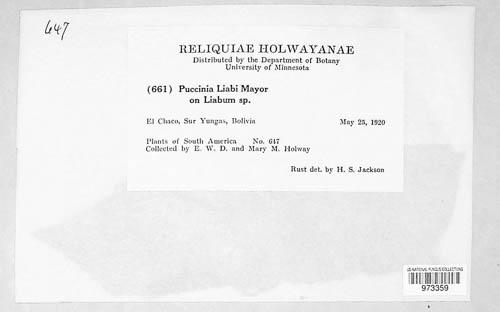 647
RELIQUIAE HOLWAYANAE
Distributed by the Department of Botany
University of Minnesota
(661) Puccinia Liabi Mayor
on Liabum sp.
El Chaco, Sur Yungas, Bolivia May 25, 1920
Plants of South America No. 647
Collected by E. W. D. and Mary M. Holway
Rust det. by H. S. Jackson
US NATIONAL FUNGUS COLLECTIONS
973359